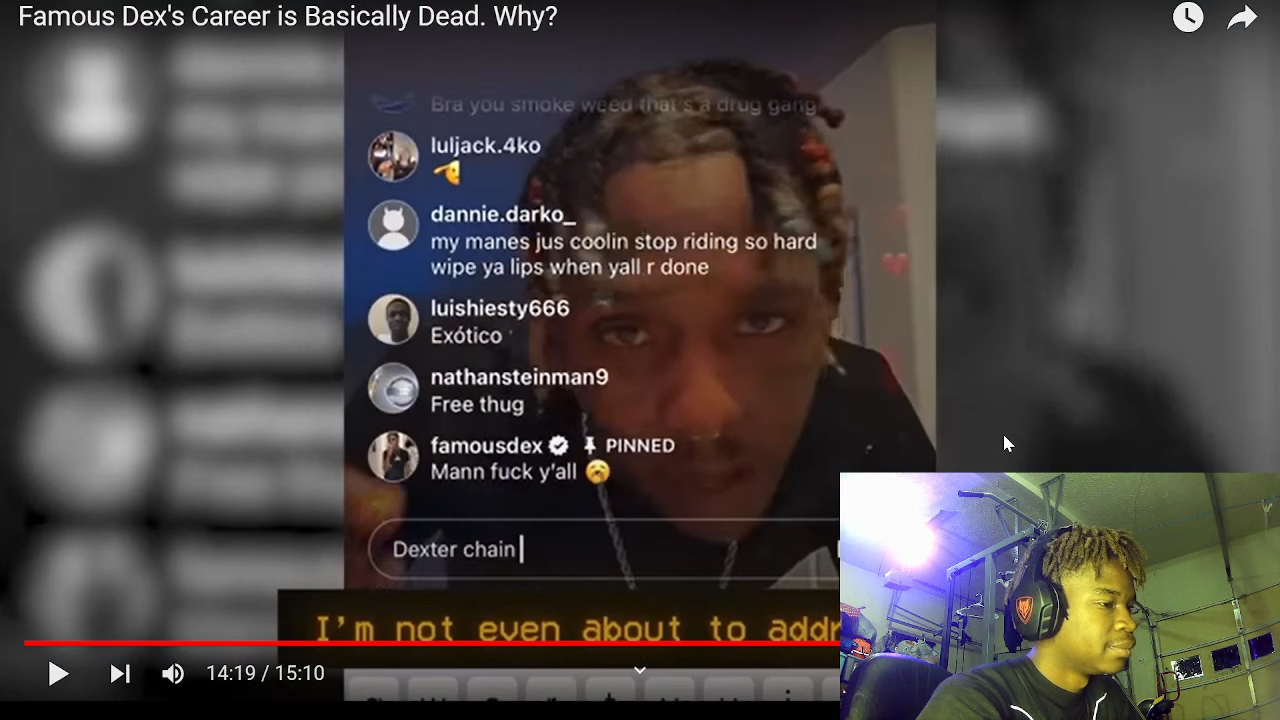 Famous Dex's Career is Basically Dead. Why?
Bra you smoke weed that's a drug gang
luljack.4ko
dannie.darko_
my manes jus coolin stop riding so hard
wipe ya lips when yall r done
luishiesty666
Exótico
nathansteinman9
Free thug
famousdex PINNED
Mann fuck y'all 😭
Dexter chain
I'm not even about to addr
14:19 / 15:10